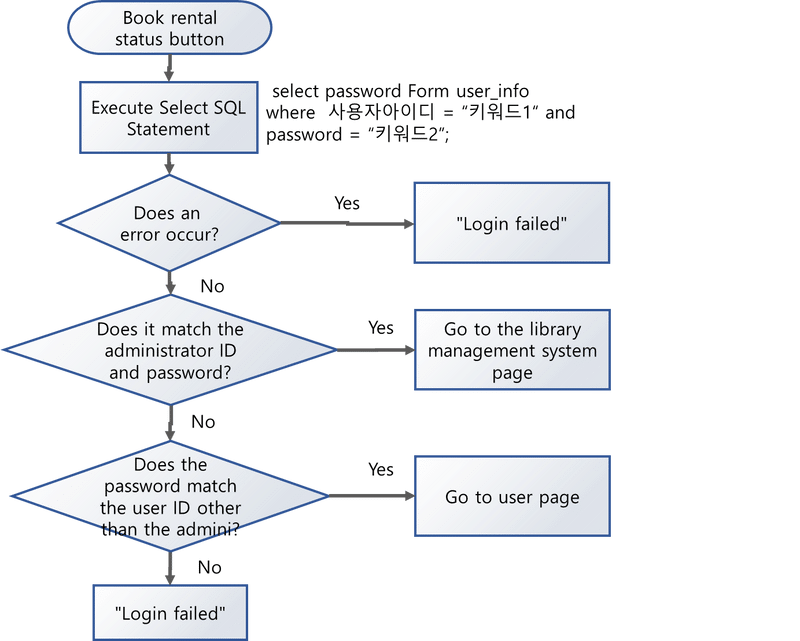 Book rental
status button
Execute Select SQL
Statement
select password Form user_info
where 사용자아이디 = “키워드1“ and
password = “키워드2”;
Does an
error occur?
Yes
"Login failed"
No
Does it match the
administrator ID
and password?
Yes
Go to the library
management system
page
No
Does the
password match
the user ID other
than the admini?
Yes
Go to user page
No
"Login failed"